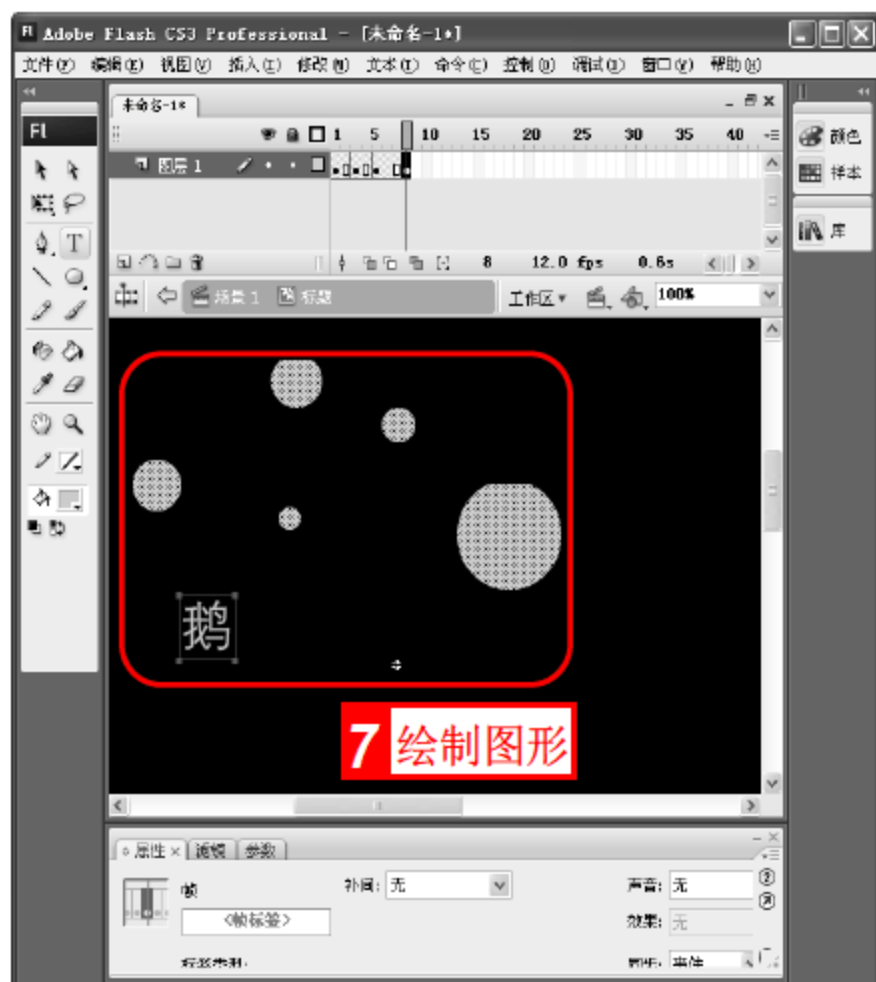 Fl Adobe Flash CS3 Professional - [未命名-1*]
文件(F) 编辑(E) 视图(V) 插入(I) 修改(M) 文本(T) 命令(C) 控制(O) 调试(D) 窗口(W) 帮助(H)
未命名-1*
Fl
1 5 10 15 20 25 30 35 40
颜色
图层 1
样本
库
8 12.0 fps 0.6s
场景 1 标题 工作区 100%
鹅
7 绘制图形
属性 × 滤镜 参数
帧 补间: 无 声音: 无
<帧标签> 效果: 无